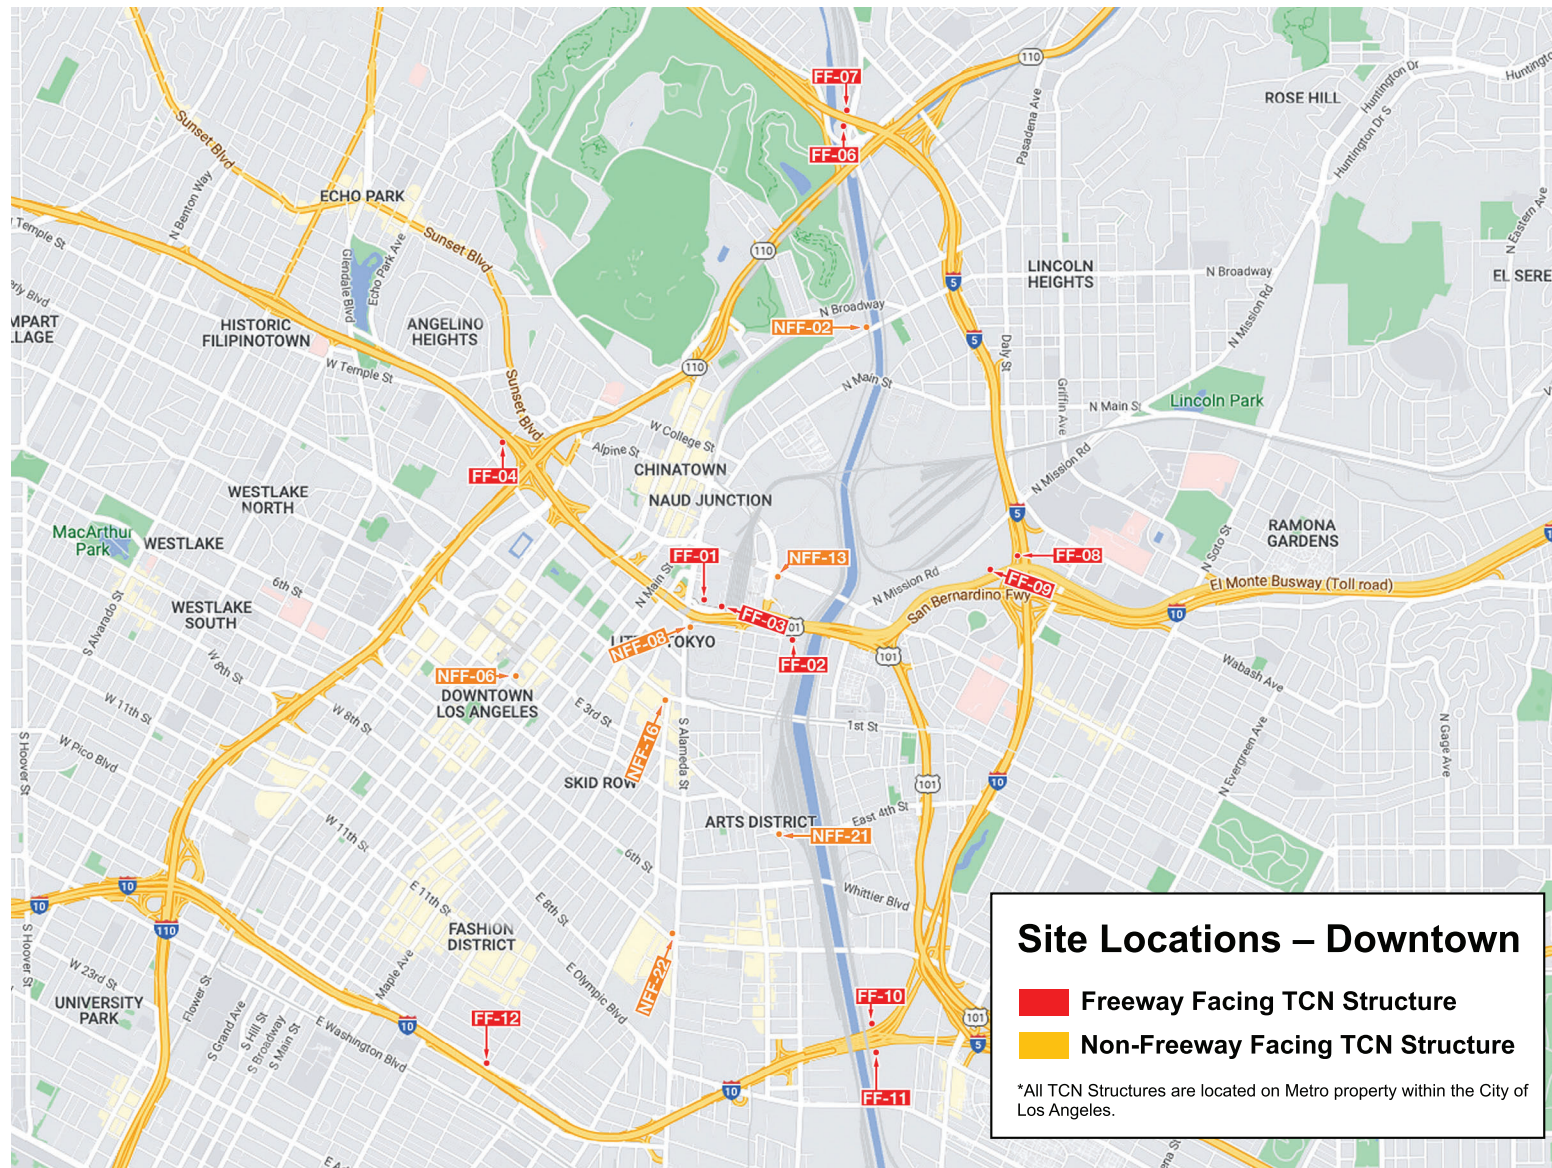 110
FF-07
ROSE HILL
Huntington Dr
Huntington Dr S
Pasadena Ave
FF-06
Sunset Blvd
ECHO PARK
N Benton Way
Temple St
Sunset Blvd
Glendale Blvd
Echo Park Ave
110
N Eastern Ave
LINCOLN
HEIGHTS
N Broadway
EL SERE
5
N Broadway
NFF-02
N Mission Rd
HISTORIC
FILIPINOTOWN
ANGELINO
HEIGHTS
MPART
LLAGE
erly Blvd
5
Daly St
W Temple St
110
N Main St
Griffin Ave
N Main St
Lincoln Park
Sunset Blvd
W College St
Alpine St
FF-04
CHINATOWN
NAUD JUNCTION
N Mission Rd
WESTLAKE
NORTH
5
MacArthur
Park
WESTLAKE
RAMONA
GARDENS
N Soto St
FF-01
NFF-13
FF-08
N Main St
6th St
N Mission Rd
FF-09
El Monte Busway (Toll road)
San Bernardino Fwy
10
WESTLAKE
SOUTH
S Alvarado St
FF-03
01
NFF-08
TOKYO
FF-02
101
W 8th St
NFF-06
DOWNTOWN
LOS ANGELES
Wabash Ave
W 11th St
W 8th St
E 3rd St
NFF-16
S Alameda St
1st St
S Hoover St
W Pico Blvd
N Evergreen Ave
N Gage Ave
SKID ROW
101
10
ARTS DISTRICT
East 4th St
NFF-21
W 11th St
6th St
Whittier Blvd
10
10
E 11th St
E 8th St
110
FASHION
DISTRICT
S Hoover St
W 23rd St
Maple Ave
E Olympic Blvd
NFF-22
UNIVERSITY
PARK
Flower St
S Grand Ave
S Hill St
S Broadway
S Main St
E Washington Blvd
10
FF-12
FF-10
101
5
10
FF-11
Site Locations – Downtown
Freeway Facing TCN Structure
Non-Freeway Facing TCN Structure
*All TCN Structures are located on Metro property within the City of
Los Angeles.